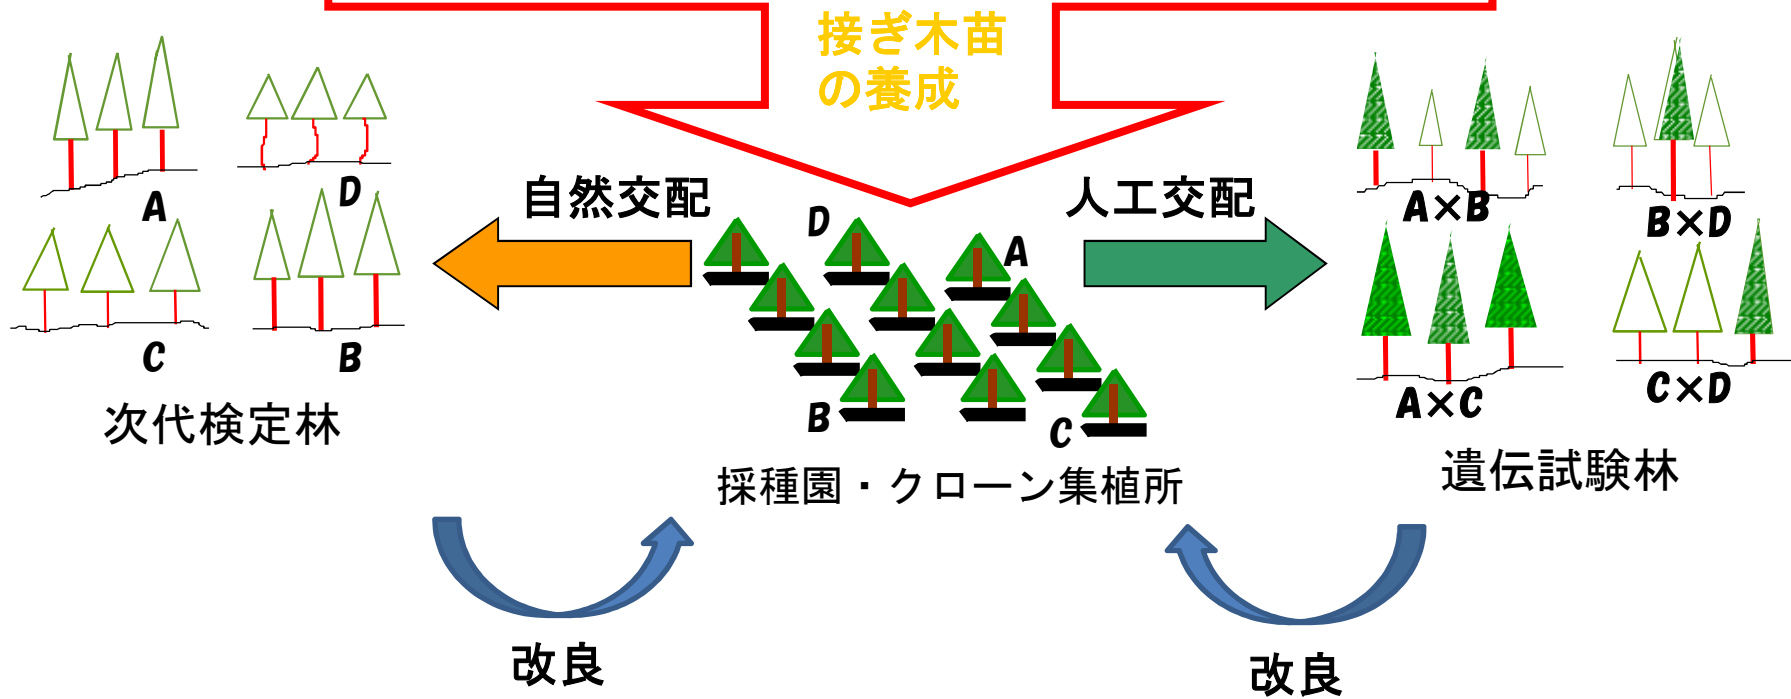 接ぎ木苗
の養成
自然交配
人工交配
A
D
C
B
次代検定林
D
A
B
C
採種園・クローン集植所
A×B
B×D
A×C
C×D
遺伝試験林
改良
改良